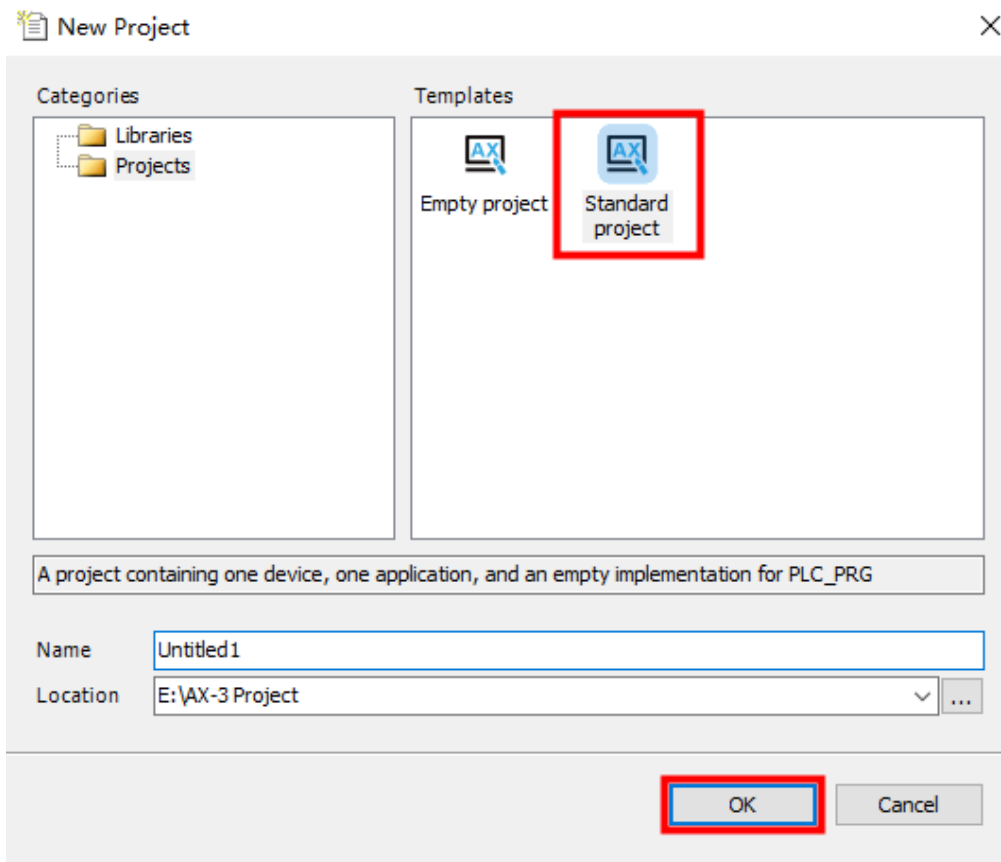 New Project
Categories
Templates
Libraries
Projects
AX
AX
Empty project
Standard
project
A project containing one device, one application, and an empty implementation for PLC_PRG
Name
Untitled1
Location
E:\AX-3 Project
...
OK
Cancel